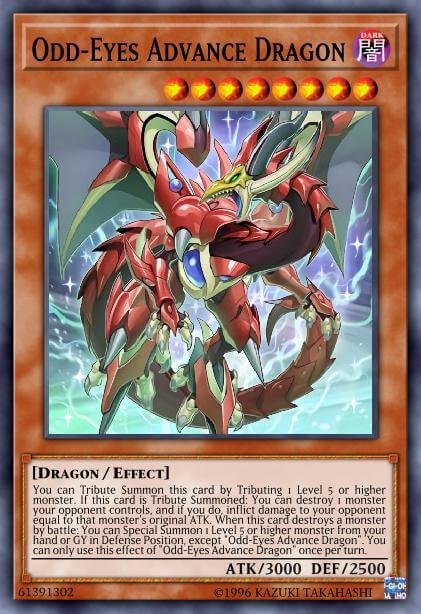 ODD-EYES ADVANCE DRAGON
DARK
闇
[DRAGON / EFFECT]
You can Tribute Summon this card by Tributing 1 Level 5 or higher
monster. If this card is Tribute Summoned: You can destroy 1 monster
your opponent controls, and if you do, inflict damage to your opponent
equal to that monster's original ATK. When this card destroys a monster
by battle: You can Special Summon 1 Level 5 or higher monster from your
hand or GY in Defense Position, except "Odd-Eyes Advance Dragon". You
can only use this effect of "Odd-Eyes Advance Dragon" once per turn.
ATK/3000 DEF/2500
61391302
©1996 KAZUKI TAKAHASHI